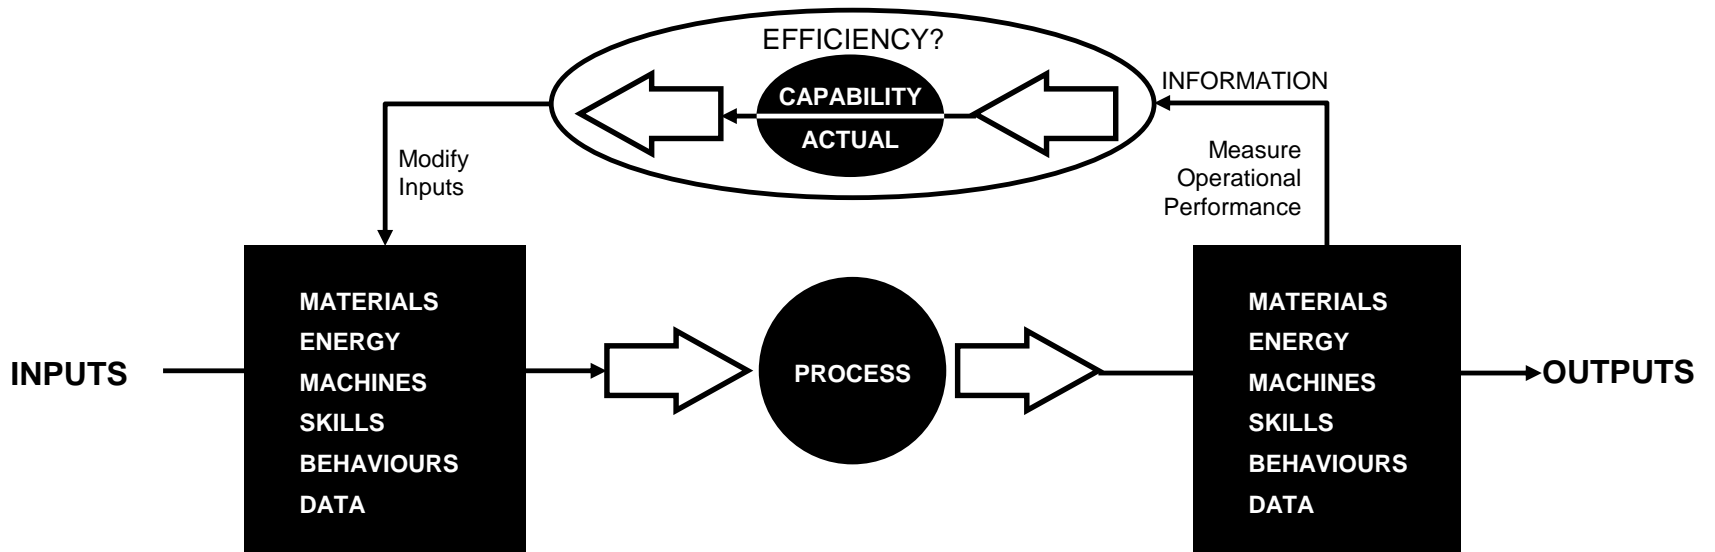 EFFICIENCY?
CAPABILITY
ACTUAL
INFORMATION
Measure
Operational
Performance
Modify
Inputs
INPUTS
MATERIALS
ENERGY
MACHINES
SKILLS
BEHAVIOURS
DATA
PROCESS
MATERIALS
ENERGY
MACHINES
SKILLS
BEHAVIOURS
DATA
OUTPUTS